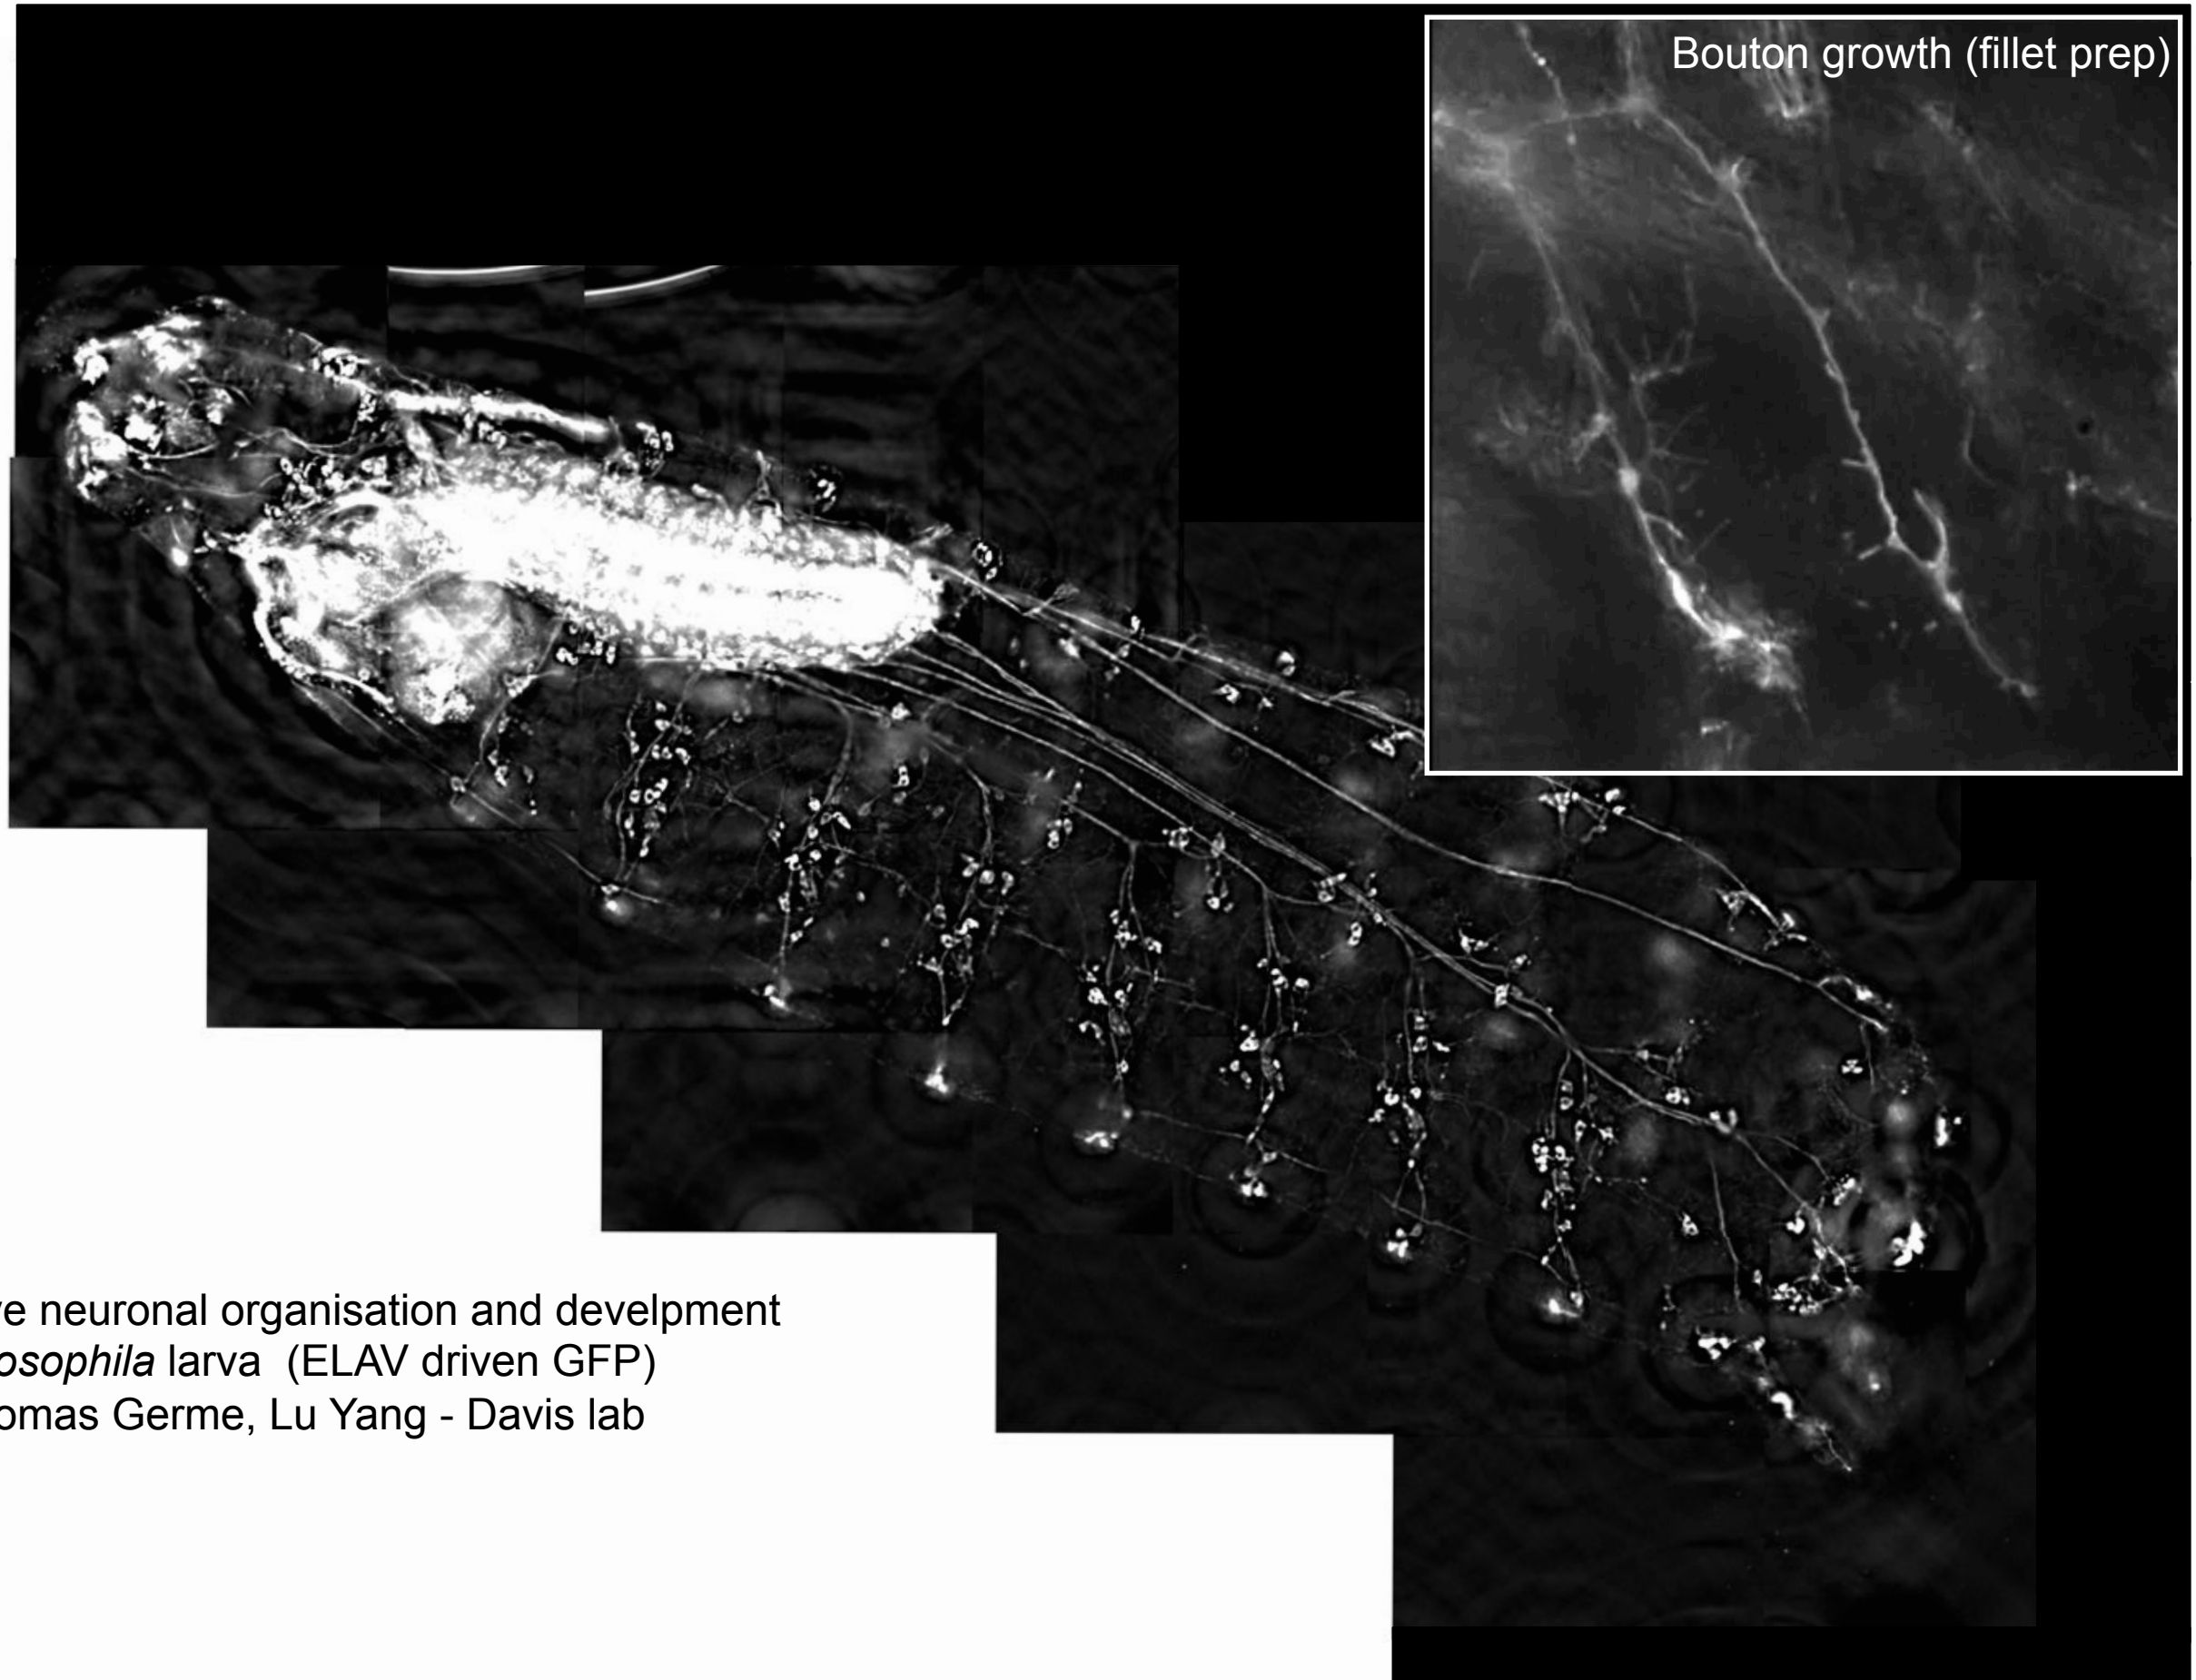 Bouton growth (fillet prep)
ve neuronal organisation and develpment
osophila larva (ELAV driven GFP)
omas Germe, Lu Yang - Davis lab